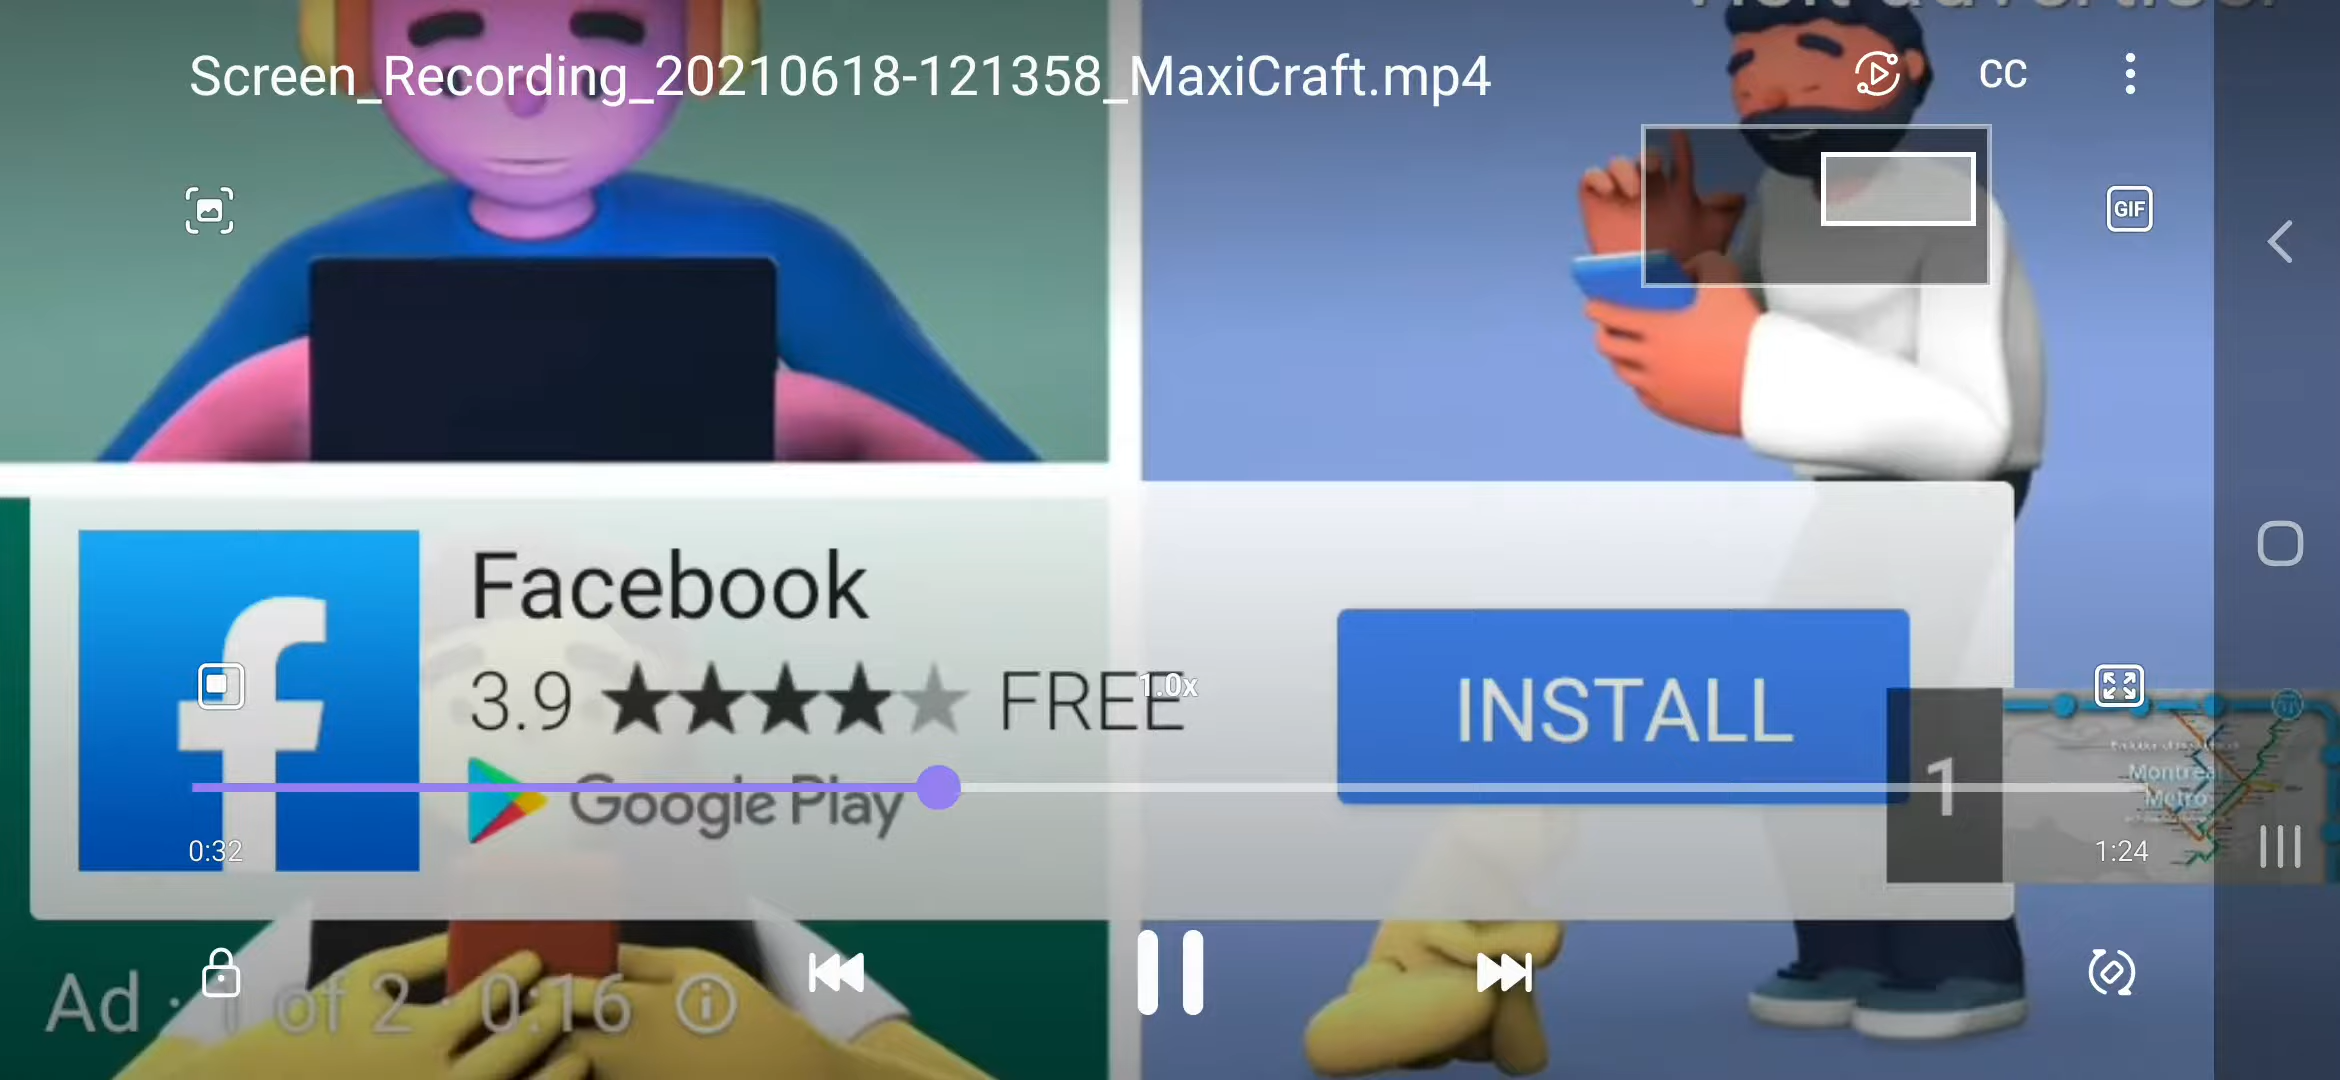 Screen_Recording_20210618-121358_MaxiCraft.mp4
CC
GIF
Facebook
3.9 ★★★★★ FREE
1.0x
INSTALL
Google Play
1
Montreal
Metro
0:32
1:24
Ad · 1 of 2 · 0:16